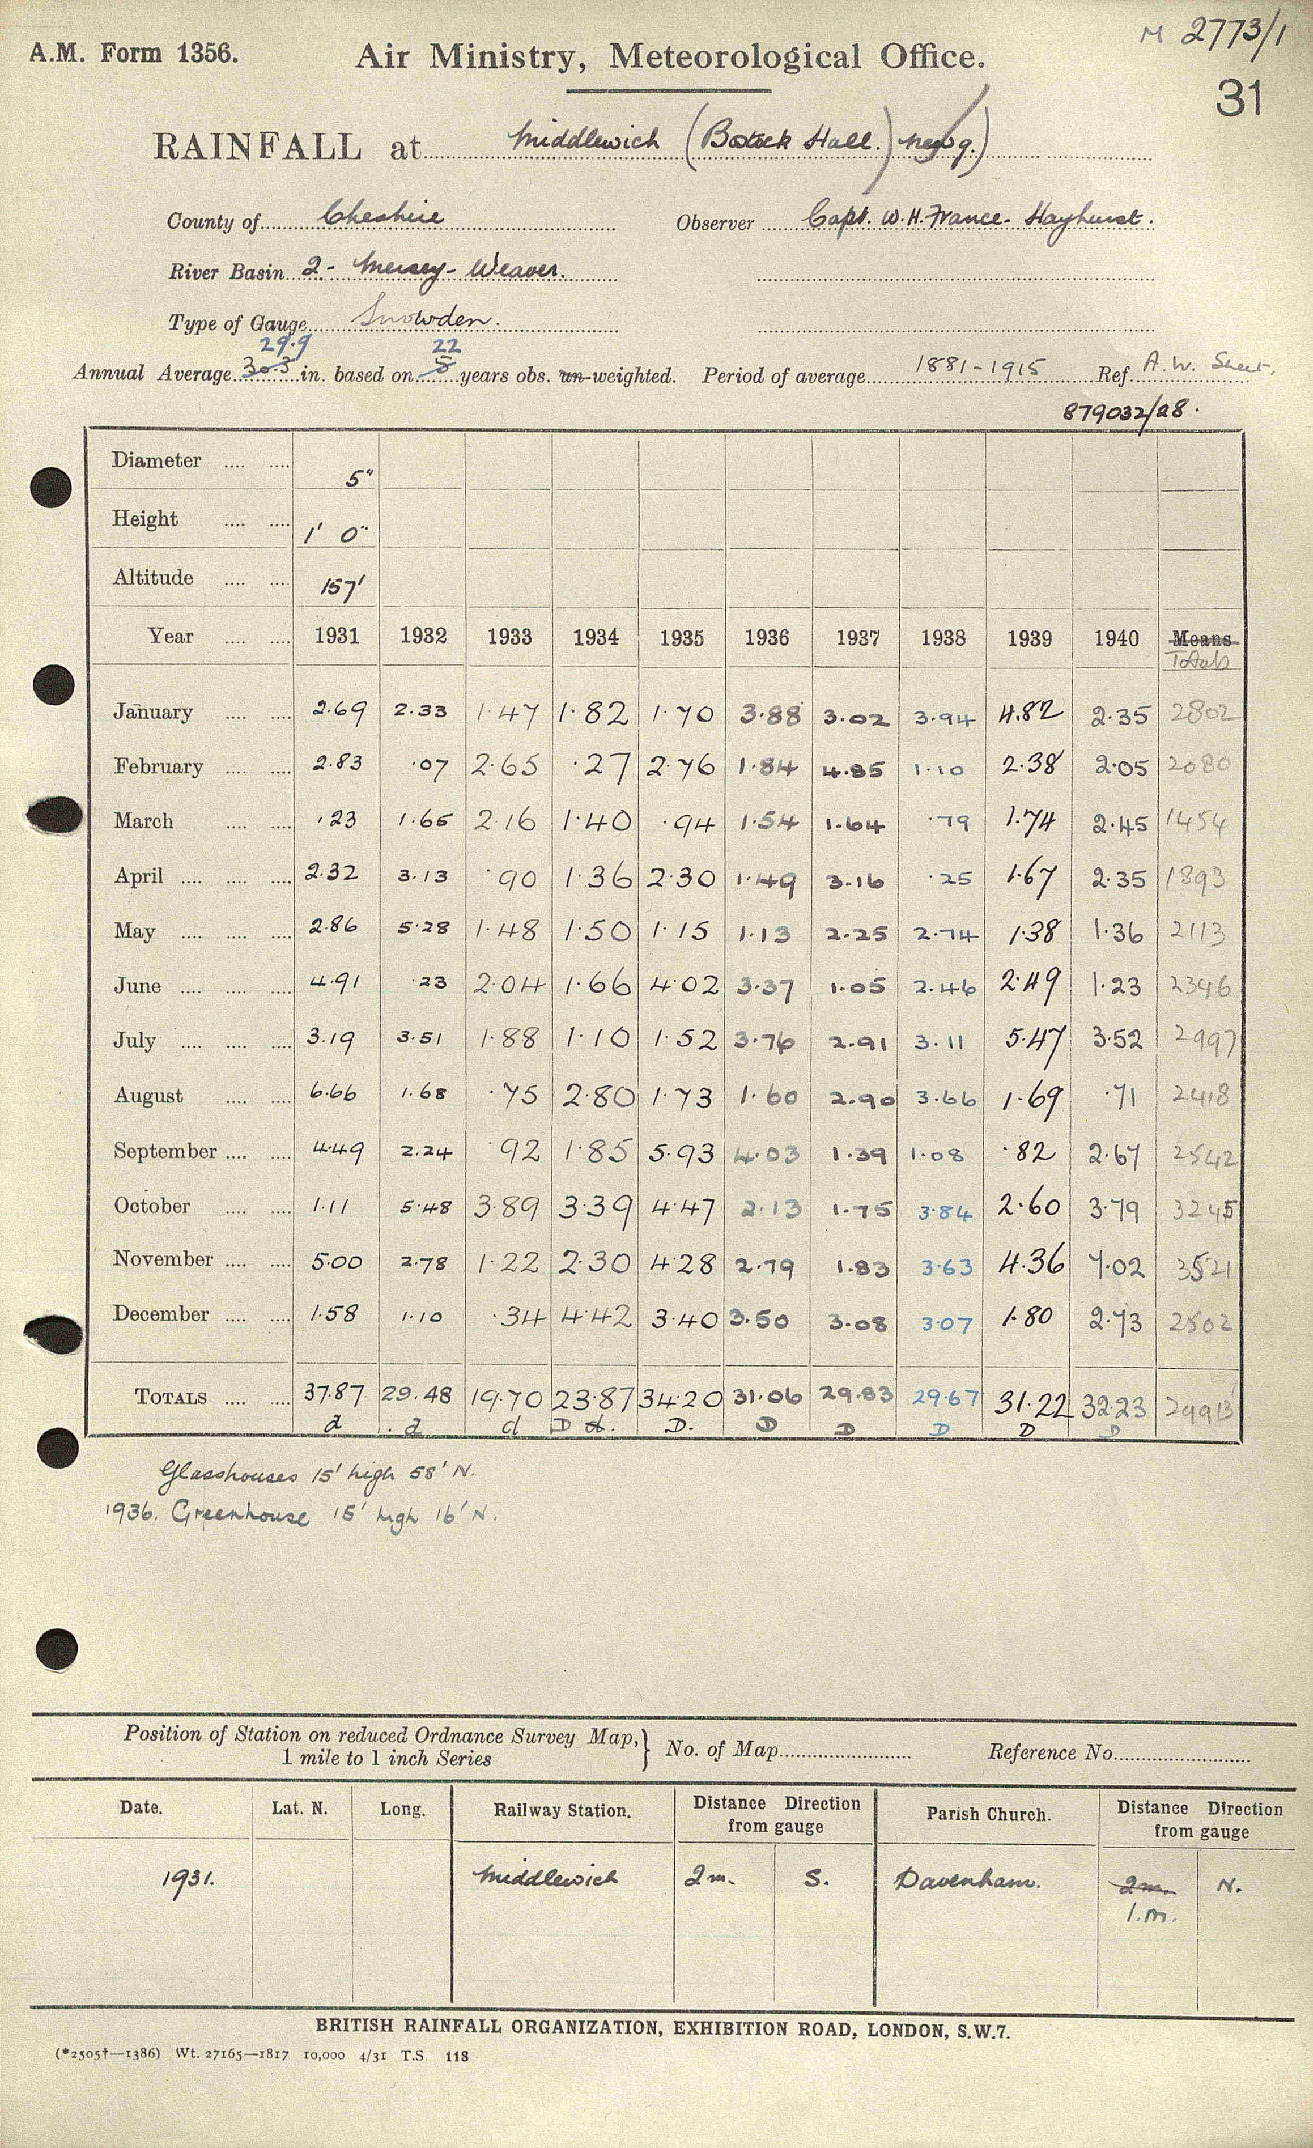 M 2773/1
A.M. Form 1356.
Air Ministry, Meteorological Office.
31
RAINFALL at Middlewich (Bostock Hall.) new g.)
County of Cheshire Observer Capt. W.H. France-Hayhurst.
River Basin 2- Mersey-Weaver.
Type of Gauge Snowden.
29.9 22
Annual Average 30.3 in. based on 5 years obs. un-weighted. Period of average 1881-1915 Ref. A.W. Sheet.
879032/28.
Diameter .... .... 5"
Height .... .... 1' 0"
Altitude .... .... 157'
Year .... .... 1931 1932 1933 1934 1935 1936 1937 1938 1939 1940 Means
Totals
January .... .... 2.69 2.33 1.47 1.82 1.70 3.88 3.02 3.94 4.82 2.35 2802
February .... .... 2.83 .07 2.65 .27 2.76 1.84 4.85 1.10 2.38 2.05 2080
March .... .... .23 1.65 2.16 1.40 .94 1.54 1.64 .79 1.74 2.45 1454
April .... .... .... 2.32 3.13 .90 1.36 2.30 1.49 3.16 .25 1.67 2.35 1893
May .... .... .... 2.86 5.28 1.48 1.50 1.15 1.13 2.25 2.74 1.38 1.36 2113
June .... .... .... 4.91 .23 2.04 1.66 4.02 3.37 1.05 2.46 2.49 1.23 2346
July .... .... .... 3.19 3.51 1.88 1.10 1.52 3.76 2.91 3.11 5.47 3.52 2997
August .... .... 6.66 1.68 .75 2.80 1.73 1.60 2.90 3.66 1.69 .71 2418
September .... .... 4.49 2.24 .92 1.85 5.93 4.03 1.39 1.08 .82 2.67 2542
October .... .... 1.11 5.48 3.89 3.39 4.47 2.13 1.75 3.84 2.60 3.79 3245
November .... .... 5.00 2.78 1.22 2.30 4.28 2.79 1.83 3.63 4.36 7.02 3521
December .... .... 1.58 1.10 .34 4.42 3.40 3.50 3.08 3.07 1.80 2.73 2502
TOTALS .... .... 37.87 29.48 19.70 23.87 34.20 31.06 29.83 29.67 31.22 32.23 29913
d d d D d. D. D D D D D
Glasshouses 15' high 58' N.
1936. Greenhouse 15' high 16' N.
Position of Station on reduced Ordnance Survey Map, } No. of Map Reference No.
1 mile to 1 inch Series
Date. Lat. N. Long. Railway Station. Distance Direction from gauge Parish Church. Distance Direction from gauge
1931. Middlewich 2m. S. Davenham. 2m. N.
1.m.
BRITISH RAINFALL ORGANIZATION, EXHIBITION ROAD, LONDON, S.W.7.
(*2505†—1386) Wt. 27165—1817 10,000 4/31 T.S. 118